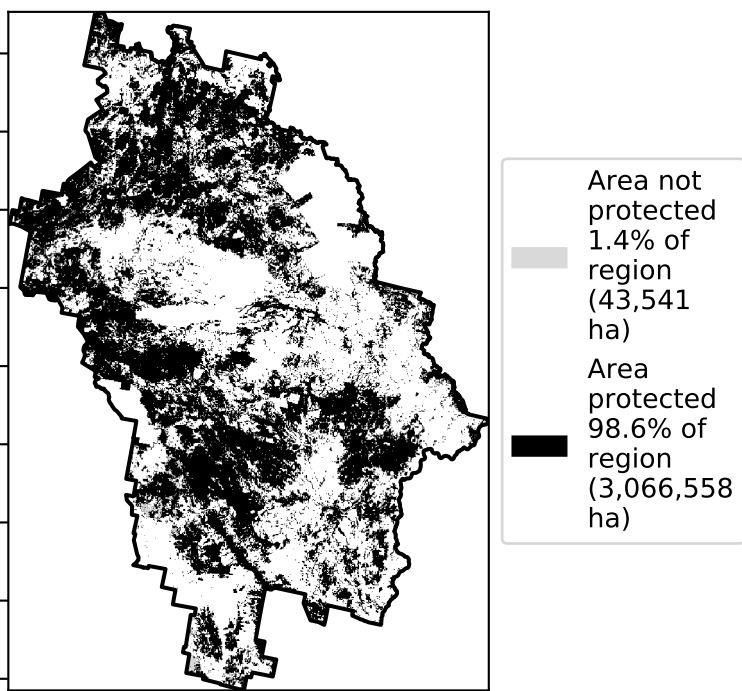 Area not
protected
1.4% of
region
(43,541
ha)
Area
protected
98.6% of
region
(3,066,558
ha)